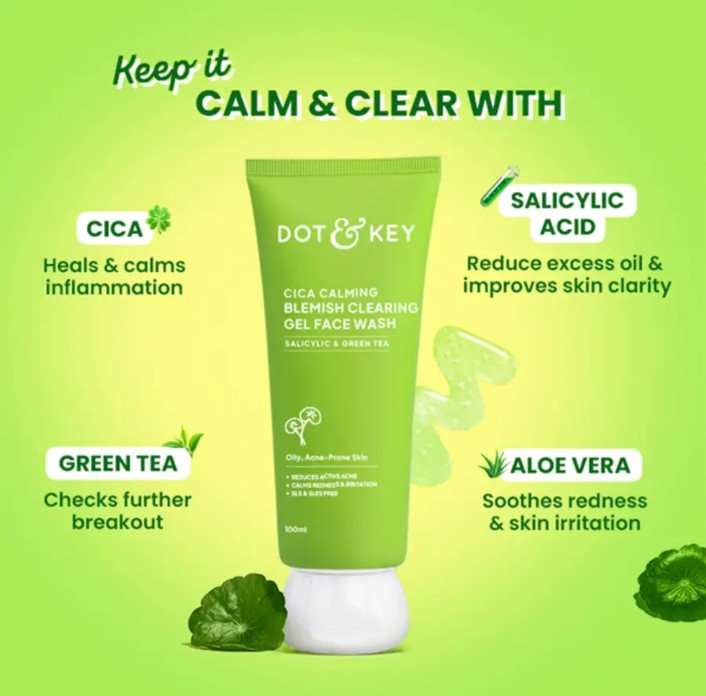 Keep it
CALM & CLEAR WITH
DOT & KEY
CICA CALMING
BLEMISH CLEARING
GEL FACE WASH
SALICYLIC & GREEN TEA
Oily, Acne-Prone Skin
• REDUCES ACTIVE ACNE
• CALMS REDNESS & IRRITATION
• SLS & SLES FREE
100ml
CICA
Heals & calms
inflammation
SALICYLIC
ACID
Reduce excess oil &
improves skin clarity
GREEN TEA
Checks further
breakout
ALOE VERA
Soothes redness
& skin irritation